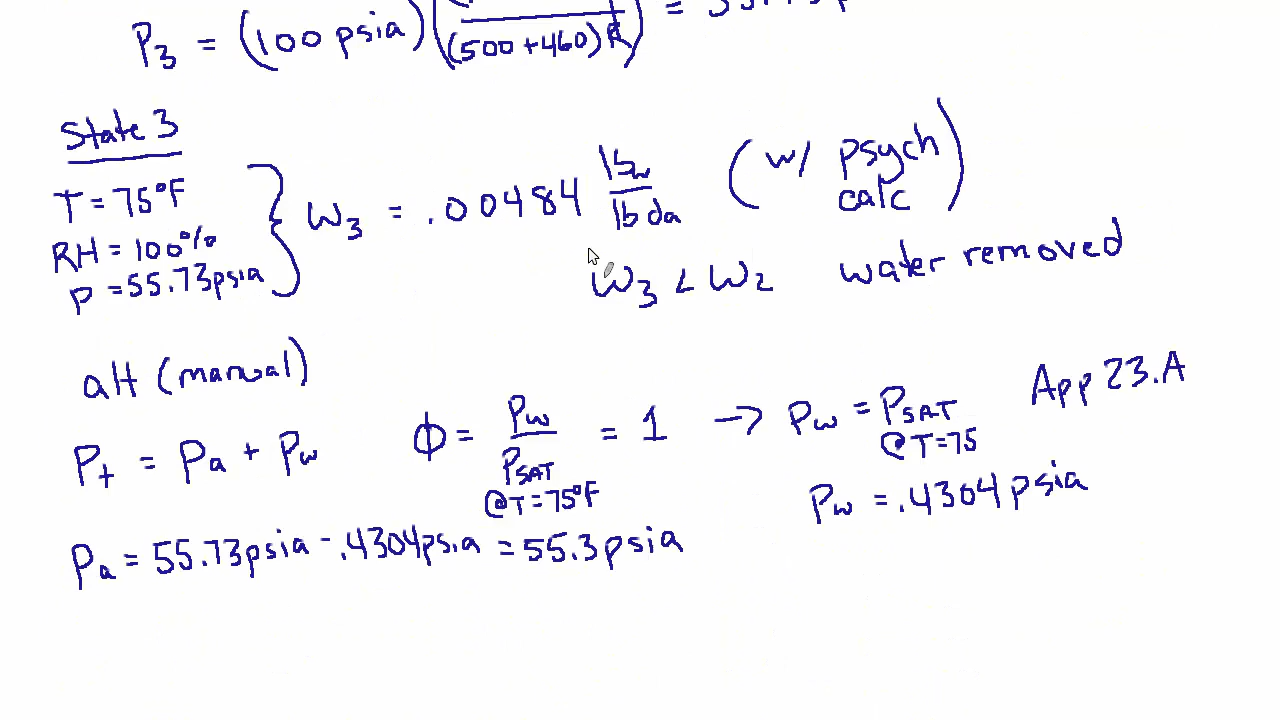 P3 = (100 psia) ( / (500+460)R ) =
State 3
T = 75°F
RH = 100%
P = 55.73psia
W3 = .00484 lbw / lb da (w/ psych calc)
W3 < W2 water removed
alt (manual)
Pt = Pa + Pw
ϕ = Pw / PSAT @T=75°F = 1 → Pw = PSAT @T=75
App 23.A
Pw = .4304 psia
Pa = 55.73psia - .4304psia = 55.3psia